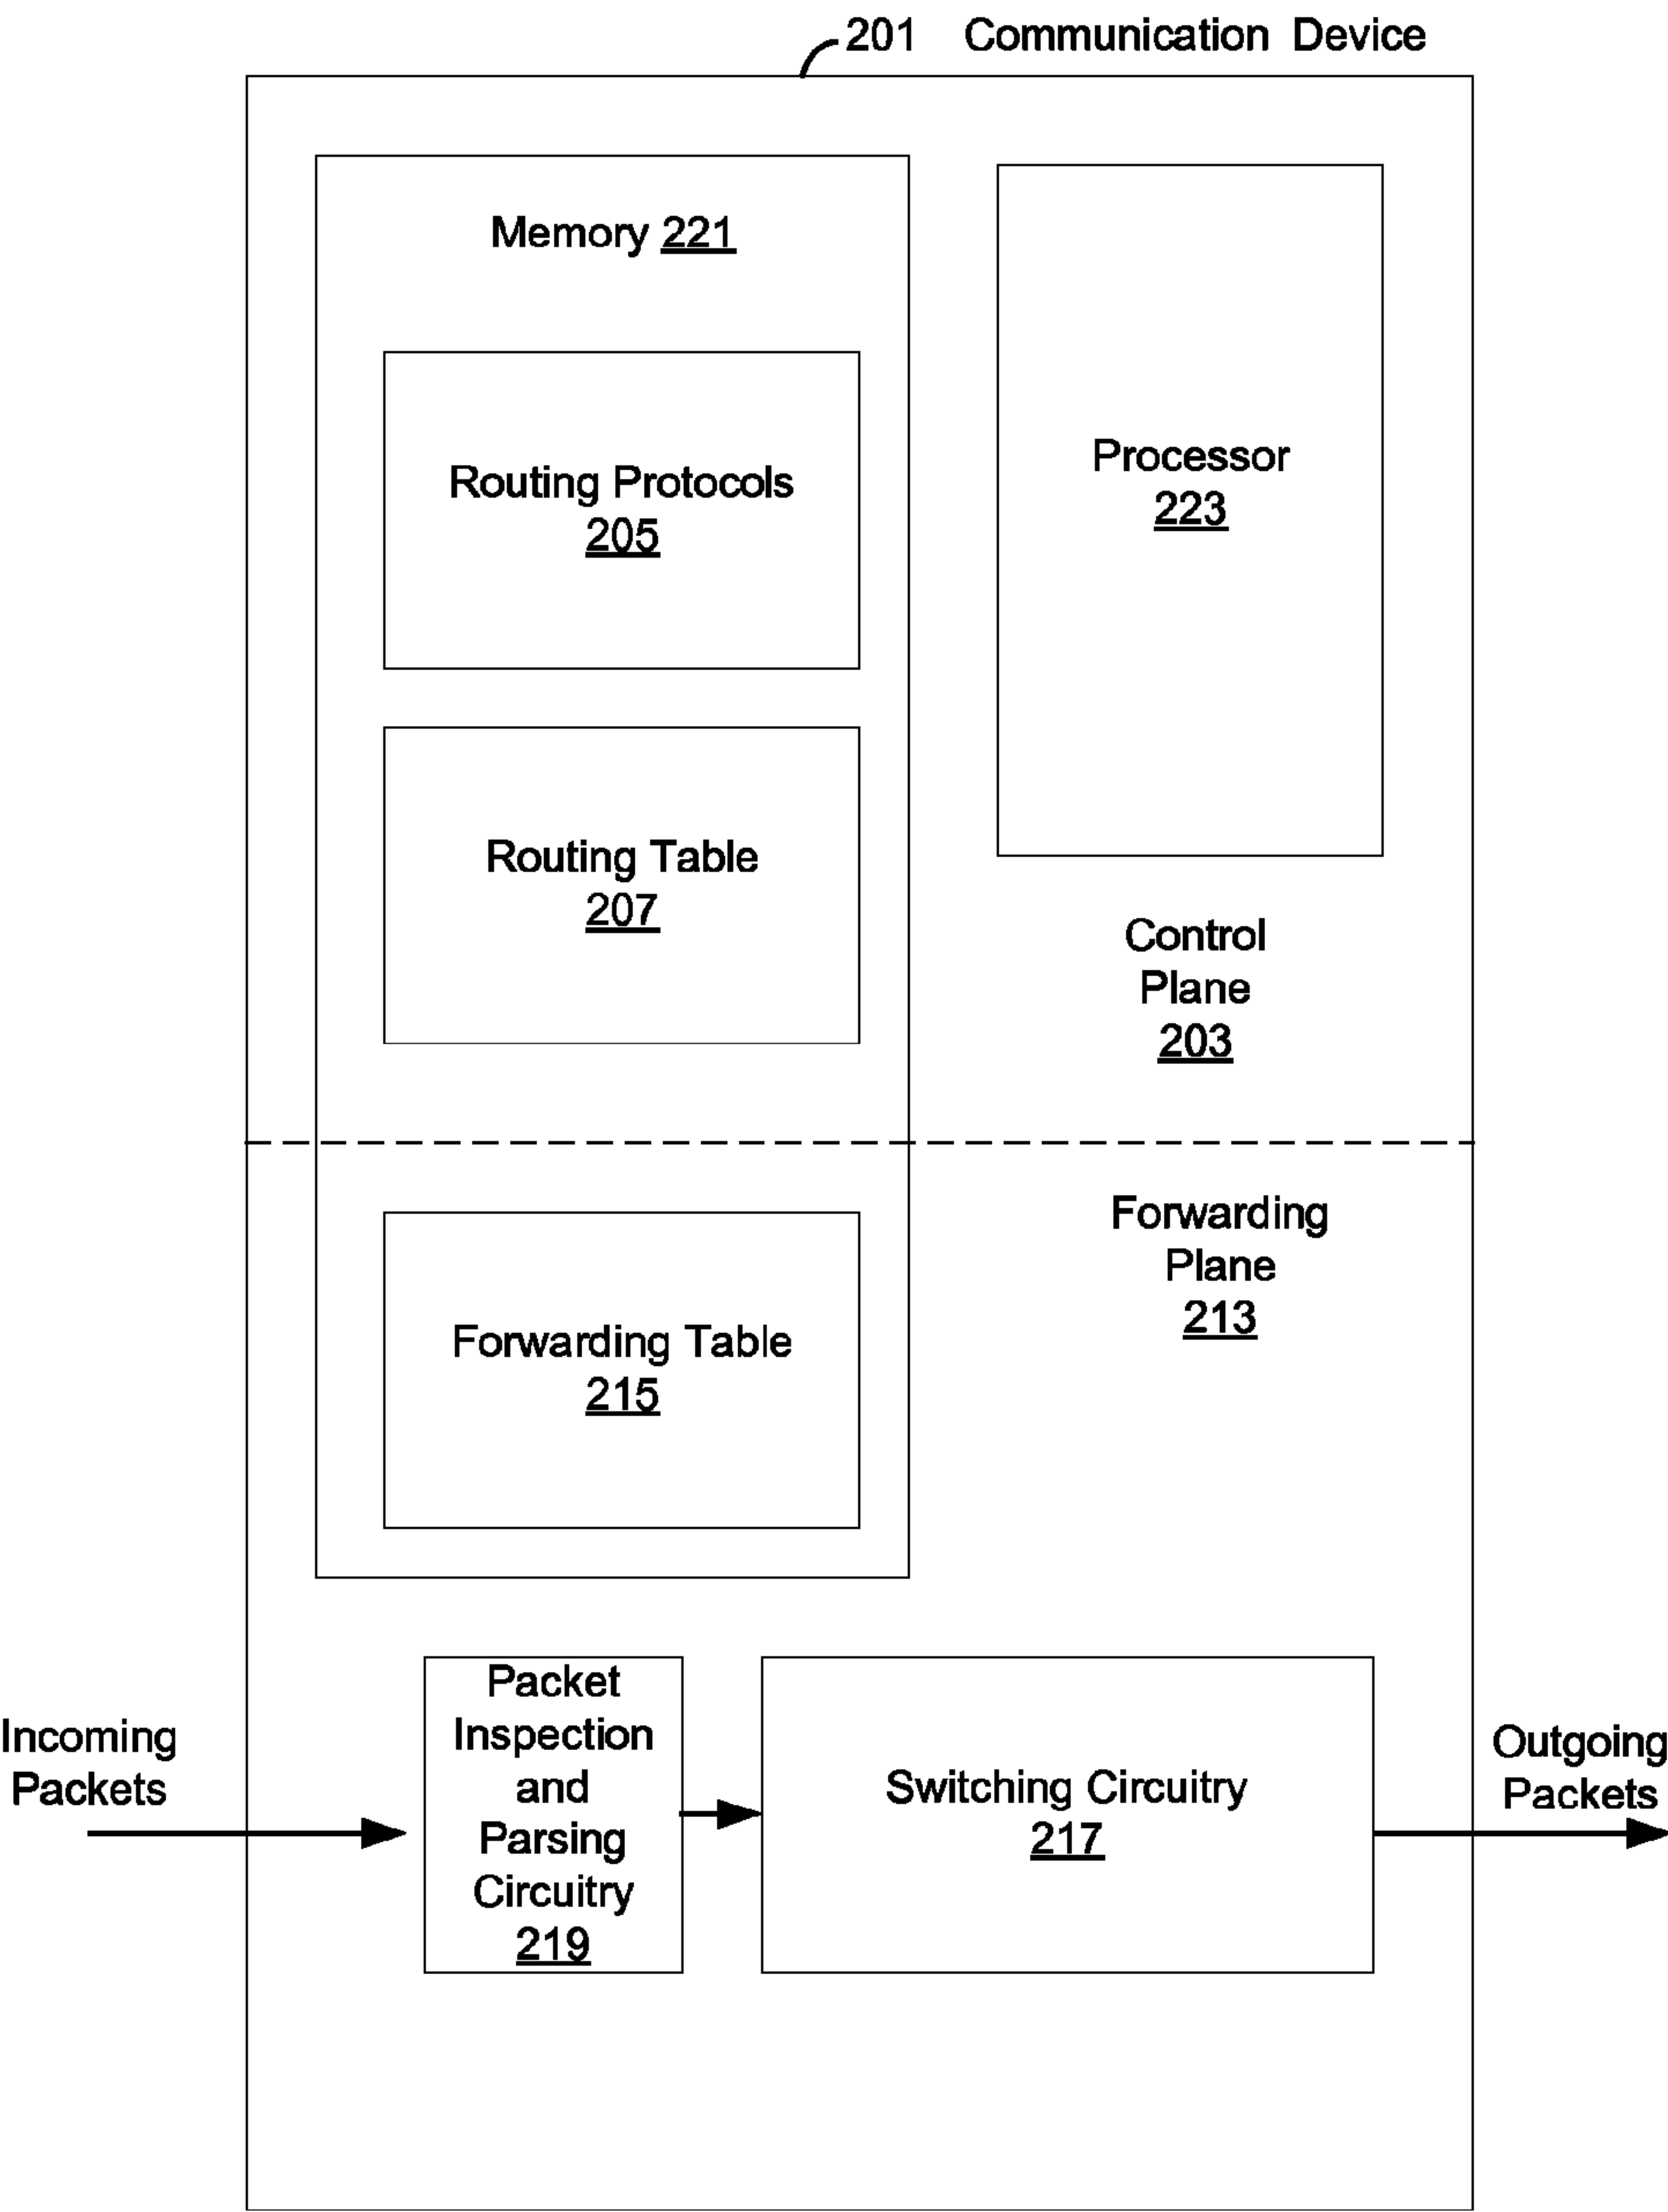 201 Communication Device
Memory 221
Routing Protocols
205
Processor
223
Routing Table
207
Control
Plane
203
Forwarding
Plane
213
Forwarding Table
215
Incoming
Packets
Packet
Inspection
and
Parsing
Circuitry
219
Switching Circuitry
217
Outgoing
Packets